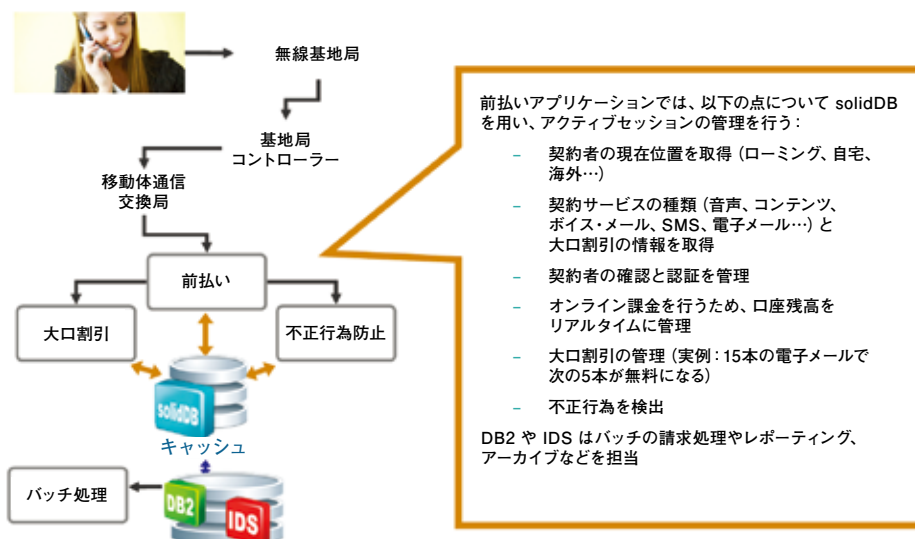 無線基地局
基地局
コントローラー
移動体通信
交換局
前払い
大口割引
不正行為防止
solidDB
キャッシュ
バッチ処理
DB2
IDS
前払いアプリケーションでは、以下の点について solidDB
を用い、アクティブセッションの管理を行う：
– 契約者の現在位置を取得（ローミング、自宅、
海外…）
– 契約サービスの種類（音声、コンテンツ、
ボイス・メール、SMS、電子メール…）と
大口割引の情報を取得
– 契約者の確認と認証を管理
– オンライン課金を行うため、口座残高を
リアルタイムに管理
– 大口割引の管理（実例：15本の電子メールで
次の5本が無料になる）
– 不正行為を検出
DB2 や IDS はバッチの請求処理やレポーティング、
アーカイブなどを担当